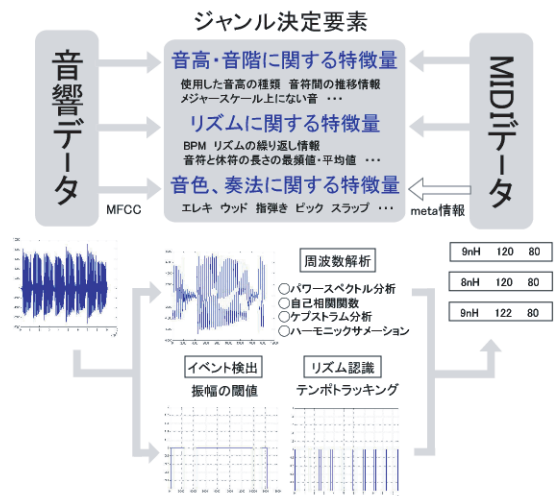 ジャンル決定要素
音響データ
音高・音階に関する特徴量
使用した音高の種類 音符間の推移情報
メジャースケール上にない音 ・・・
リズムに関する特徴量
BPM リズムの繰り返し情報
音符と休符の長さの最頻値・平均値 ・・・
音色、奏法に関する特徴量
エレキ ウッド 指弾き ピック スラップ ・・・
MIDIデータ
MFCC
meta情報
周波数解析
○パワースペクトル分析
○自己相関関数
○ケプストラム分析
○ハーモニックサメーション
9nH 120 80
8nH 120 80
9nH 122 80
イベント検出
振幅の閾値
リズム認識
テンポトラッキング